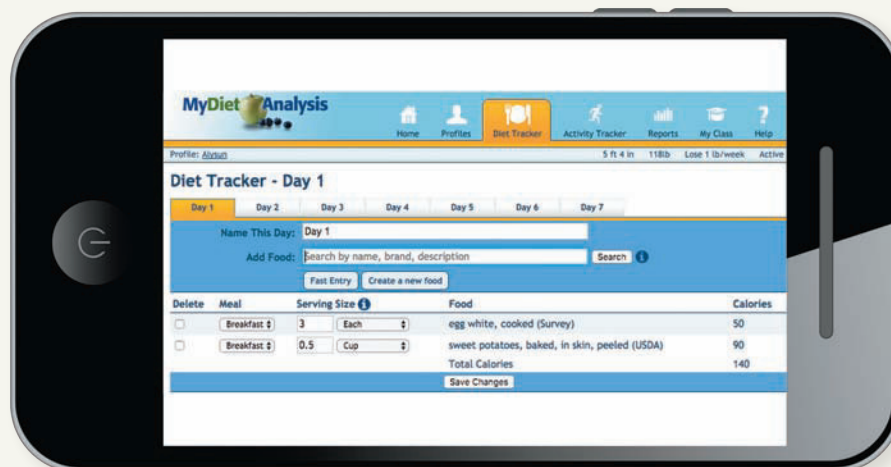 MyDiet Analysis
Home Profiles Diet Tracker Activity Tracker Reports My Class Help
Profile: Alysun 5 ft 4 in 118lb Lose 1 lb/week Active
Diet Tracker - Day 1
Day 1 Day 2 Day 3 Day 4 Day 5 Day 6 Day 7
Name This Day: Day 1
Add Food: Search by name, brand, description Search
Fast Entry Create a new food
Delete Meal Serving Size Food Calories
Breakfast 3 Each egg white, cooked (Survey) 50
Breakfast 0.5 Cup sweet potatoes, baked, in skin, peeled (USDA) 90
Total Calories 140
Save Changes